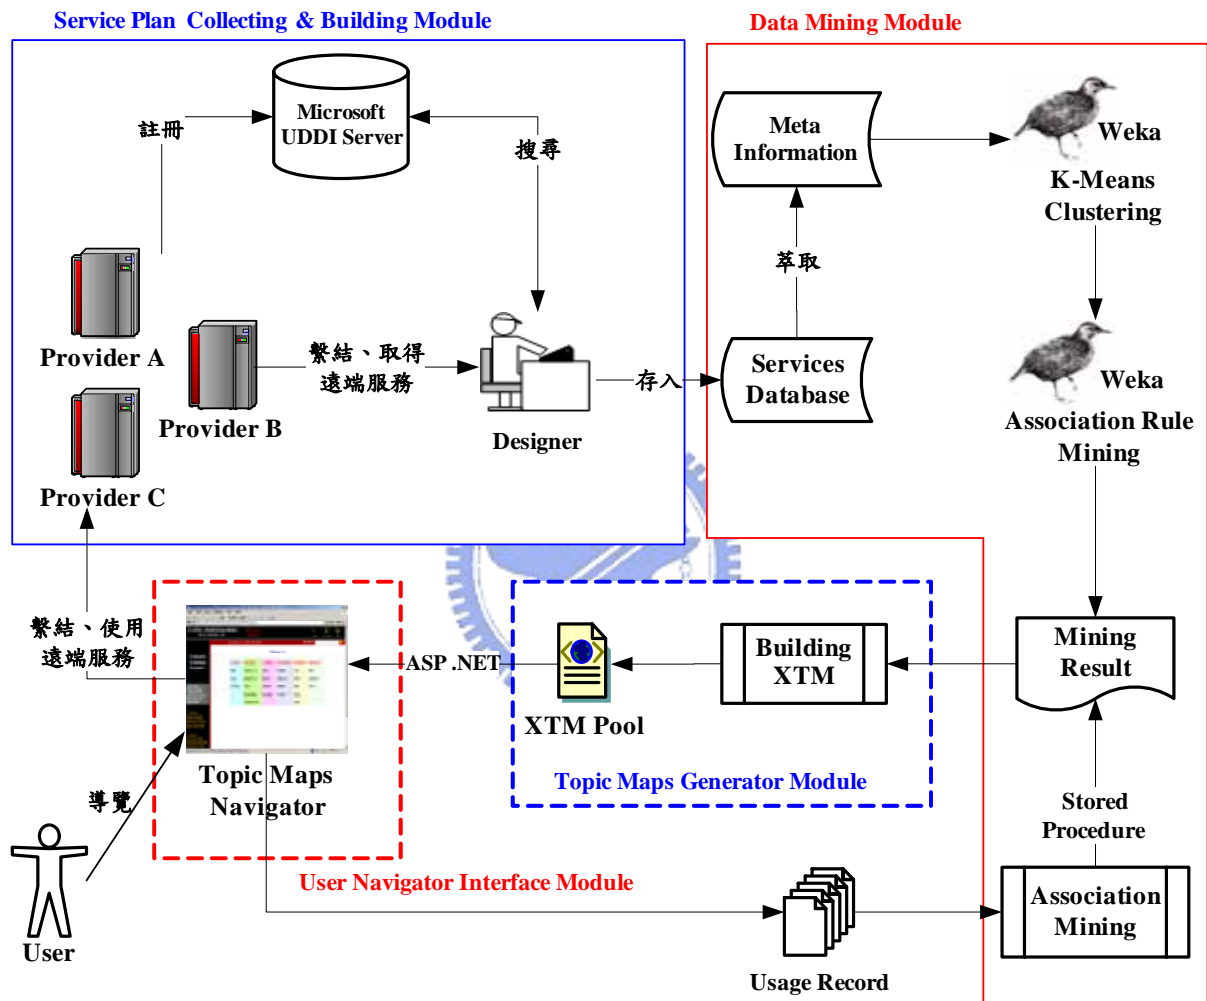 Service Plan  Collecting & Building Module
Data Mining Module
Microsoft
UDDI Server
註冊
搜尋
Meta
Information
Weka
K-Means
Clustering
萃取
Provider A
繫結、取得
遠端服務
Provider B
Designer
存入
Services
Database
Weka
Association Rule
Mining
Provider C
繫結、使用
遠端服務
ASP .NET
XTM Pool
Building
XTM
Mining
Result
Topic Maps
Navigator
Topic Maps Generator Module
導覽
Stored
Procedure
User Navigator Interface Module
User
Usage Record
Association
Mining